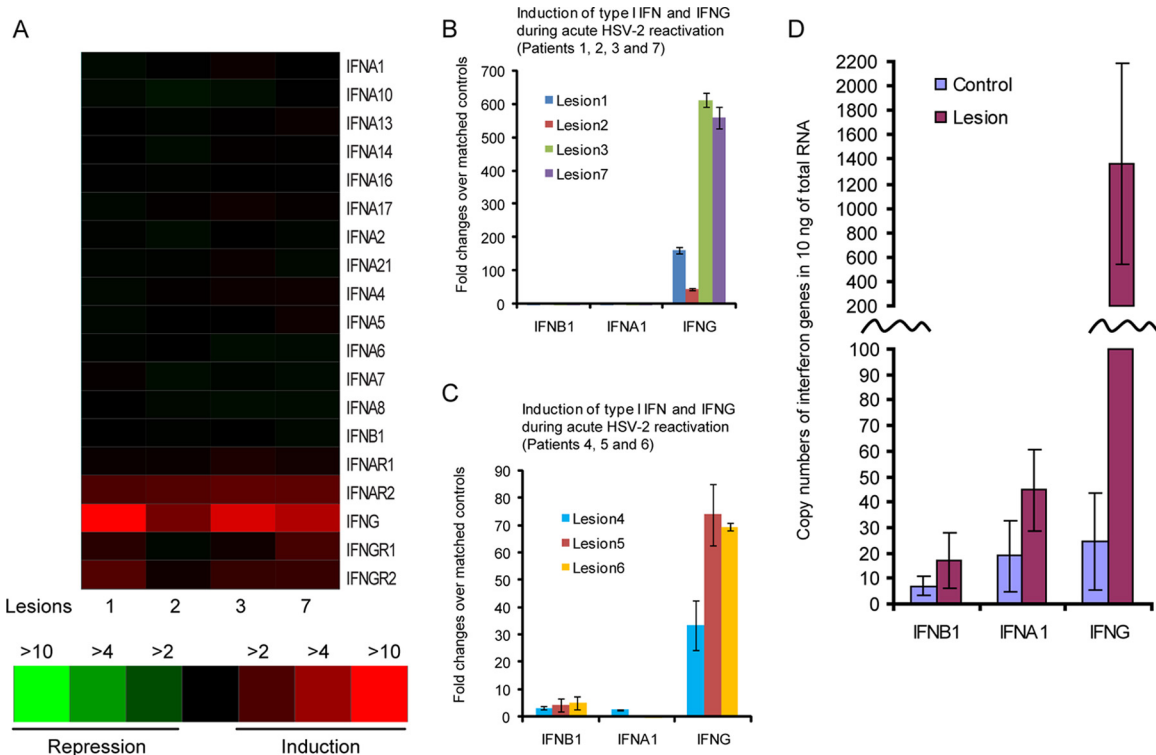 A
IFNA1
IFNA10
IFNA13
IFNA14
IFNA16
IFNA17
IFNA2
IFNA21
IFNA4
IFNA5
IFNA6
IFNA7
IFNA8
IFNB1
IFNAR1
IFNAR2
IFNG
IFNGR1
IFNGR2
Lesions 1 2 3 7
>10 >4 >2 >2 >4 >10
Repression Induction
B
Induction of type I IFN and IFNG
during acute HSV-2 reactivation
(Patients 1, 2, 3 and 7)
Fold changes over matched controls
700
600
500
400
300
200
100
0
Lesion1
Lesion2
Lesion3
Lesion7
IFNB1 IFNA1 IFNG
C
Induction of type I IFN and IFNG
during acute HSV-2 reactivation
(Patients 4, 5 and 6)
Fold changes over matched controls
90
80
70
60
50
40
30
20
10
0
Lesion4
Lesion5
Lesion6
IFNB1 IFNA1 IFNG
D
Copy numbers of interferon genes in 10 ng of total RNA
2200
2000
1800
1600
1400
1200
1000
800
600
400
200
100
90
80
70
60
50
40
30
20
10
0
Control
Lesion
IFNB1 IFNA1 IFNG